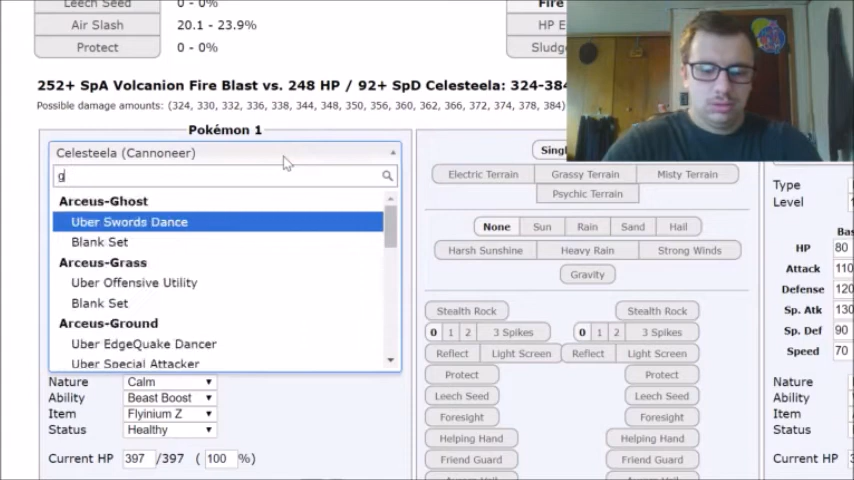 Leech Seed 0 - 0% Fire
Air Slash 20.1 - 23.9% HP E
Protect 0 - 0% Sludge
252+ SpA Volcanion Fire Blast vs. 248 HP / 92+ SpD Celesteela: 324-384
Possible damage amounts: (324, 330, 332, 336, 338, 344, 348, 350, 356, 360, 362, 366, 372, 374, 378, 384)
Pokémon 1
Celesteela (Cannoneer)
g
Arceus-Ghost
Uber Swords Dance
Blank Set
Arceus-Grass
Uber Offensive Utility
Blank Set
Arceus-Ground
Uber EdgeQuake Dancer
Uber Special Attacker
Nature Calm
Ability Beast Boost
Item Flyinium Z
Status Healthy
Current HP 397 /397 ( 100 %)
Singl
Electric Terrain Grassy Terrain Misty Terrain
Psychic Terrain
None Sun Rain Sand Hail
Harsh Sunshine Heavy Rain Strong Winds
Gravity
Stealth Rock Stealth Rock
0 1 2 3 Spikes 0 1 2 3 Spikes
Reflect Light Screen Reflect Light Screen
Protect Protect
Leech Seed Leech Seed
Foresight Foresight
Helping Hand Helping Hand
Friend Guard Friend Guard
Type
Level
Bas
HP 80
Attack 110
Defense 120
Sp. Atk 130
Sp. Def 90
Speed 70
Nature
Ability
Item
Status